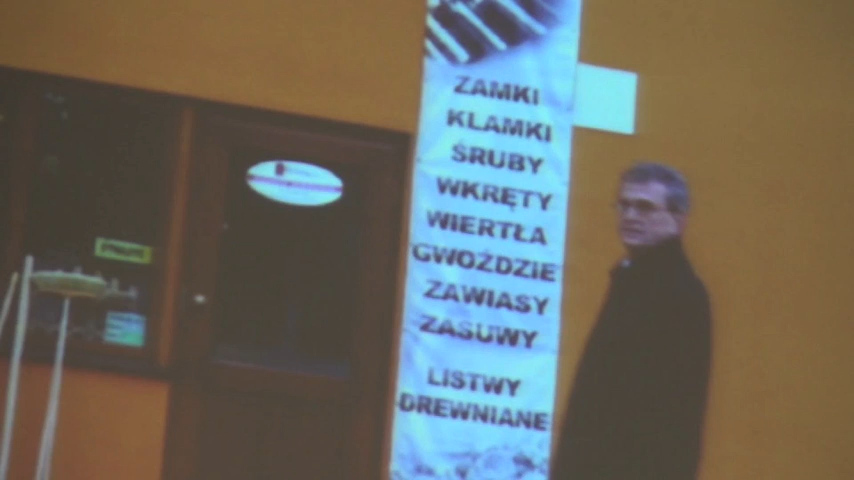 ZAMKI
KLAMKI
ŚRUBY
WKRĘTY
WIERTŁA
GWOŹDZIE
ZAWIASY
ZASUWY
LISTWY
DREWNIANE